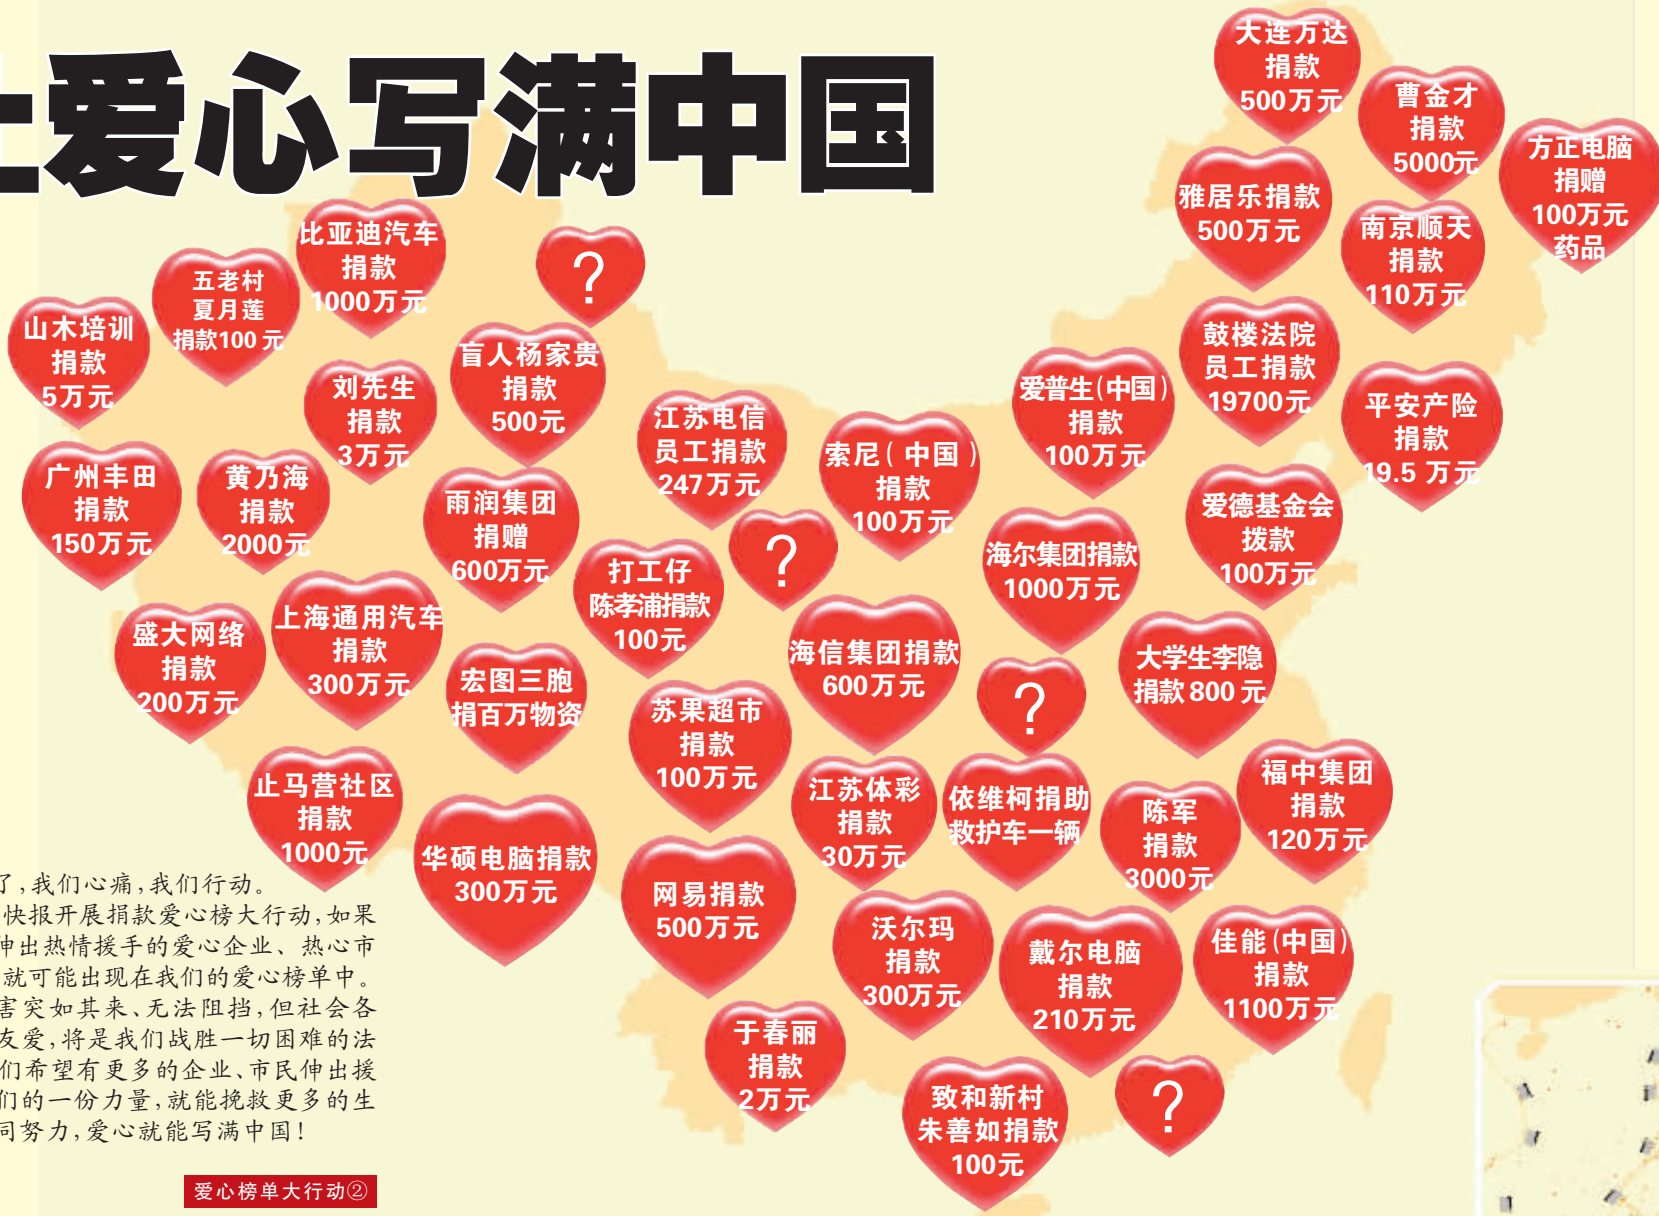 让爱心写满中国
大连万达
捐款
500万元
曹金才
捐款
5000元
方正电脑
捐赠
100万元
药品
雅居乐捐款
500万元
南京顺天
捐款
110万元
比亚迪汽车
捐款
1000万元
?
五老村
夏月莲
捐款100 元
山木培训
捐款
5万元
刘先生
捐款
3万元
盲人杨家贵
捐款
500元
江苏电信
员工捐款
247万元
索尼(中国)
捐款
100万元
爱普生(中国)
捐款
100万元
鼓楼法院
员工捐款
19700元
平安产险
捐款
19.5 万元
广州丰田
捐款
150万元
黄乃海
捐款
2000元
雨润集团
捐赠
600万元
打工仔
陈孝浦捐款
100元
?
海尔集团捐款
1000万元
爱德基金会
拨款
100万元
盛大网络
捐款
200万元
上海通用汽车
捐款
300万元
宏图三胞
捐百万物资
苏果超市
捐款
100万元
海信集团捐款
600万元
?
大学生李隐
捐款 800 元
止马营社区
捐款
1000元
华硕电脑捐款
300万元
网易捐款
500万元
江苏体彩
捐款
30万元
依维柯捐助
救护车一辆
陈军
捐款
3000元
福中集团
捐款
120万元
沃尔玛
捐款
300万元
戴尔电脑
捐款
210万元
佳能(中国)
捐款
1100万元
于春丽
捐款
2万元
致和新村
朱善如捐款
100元
?
了,我们心痛,我们行动。
快报开展捐款爱心榜大行动,如果
伸出热情援手的爱心企业、热心市
就可能出现在我们的爱心榜单中。
害突如其来、无法阻挡,但社会各
友爱,将是我们战胜一切困难的法
们希望有更多的企业、市民伸出援
们的一份力量,就能挽救更多的生
同努力,爱心就能写满中国!
爱心榜单大行动②